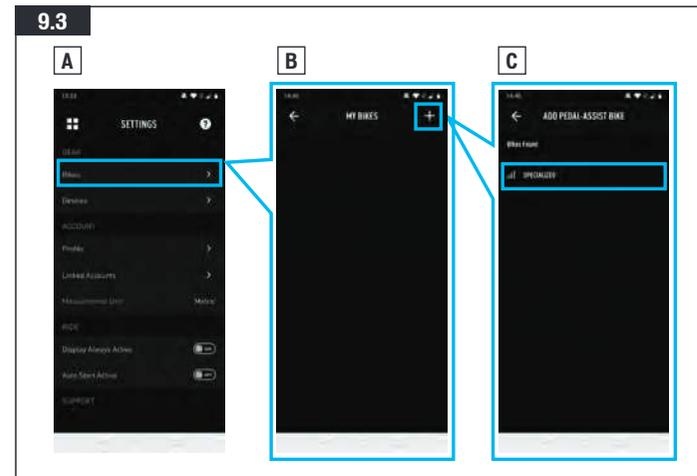 9.3
A
B
C
SETTINGS
?
GEAR
Bikes
Devices
ACCOUNT
Profile
Linked Accounts
Measurement Unit Metric
RIDE
Display Always Active
Auto Start Active
SUPPORT
MY BIKES
ADD PEDAL-ASSIST BIKE
Bikes Found
SPECIALIZED